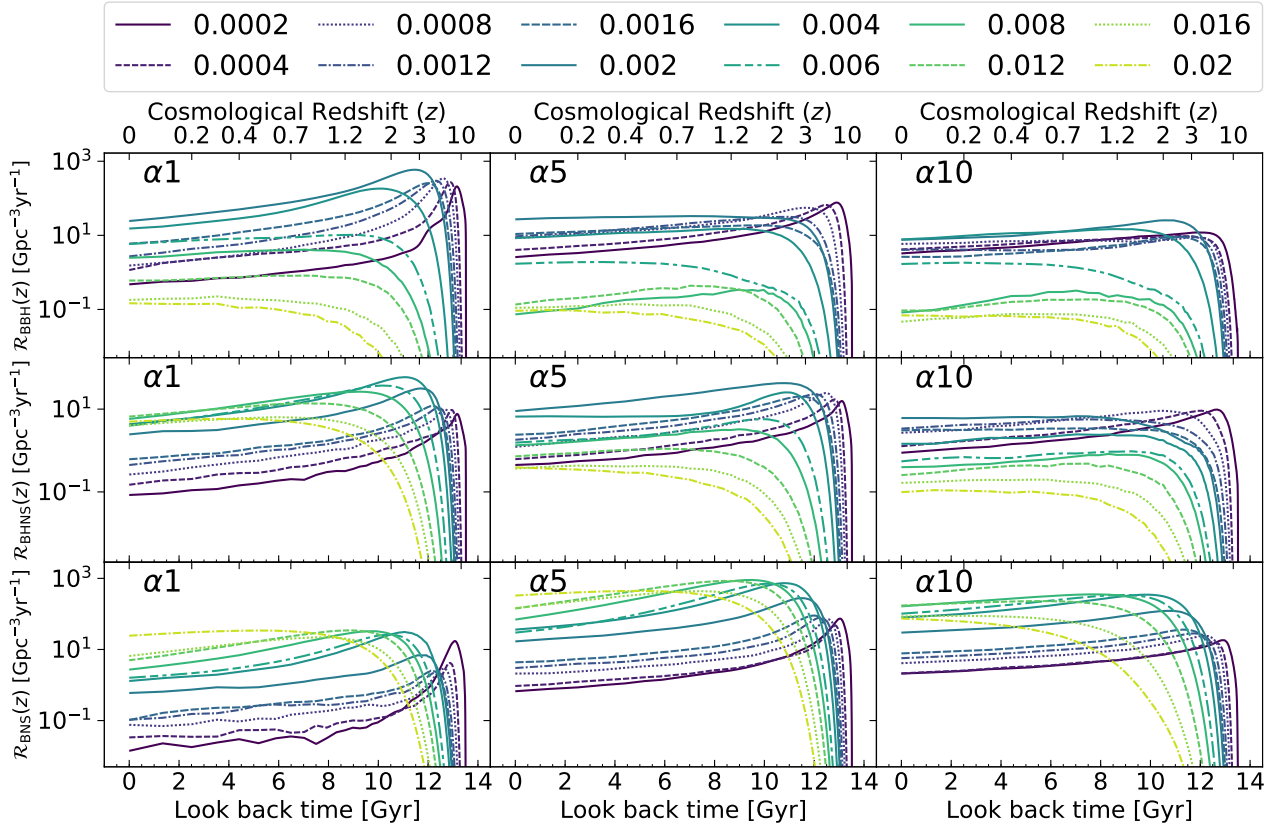 0.0002 0.0008 0.0016 0.004 0.008 0.016
0.0004 0.0012 0.002 0.006 0.012 0.02
Cosmological Redshift (z) Cosmological Redshift (z) Cosmological Redshift (z)
0 0.2 0.4 0.7 1.2 2 3 10 0 0.2 0.4 0.7 1.2 2 3 10 0 0.2 0.4 0.7 1.2 2 3 10
α1 α5 α10
10³
10¹
10⁻¹
ℛ_BBH(z) [Gpc⁻³yr⁻¹]
α1 α5 α10
10¹
10⁻¹
ℛ_BHNS(z) [Gpc⁻³yr⁻¹]
α1 α5 α10
10³
10¹
10⁻¹
ℛ_BNS(z) [Gpc⁻³yr⁻¹]
0 2 4 6 8 10 12 14 0 2 4 6 8 10 12 14 0 2 4 6 8 10 12 14
Look back time [Gyr] Look back time [Gyr] Look back time [Gyr]